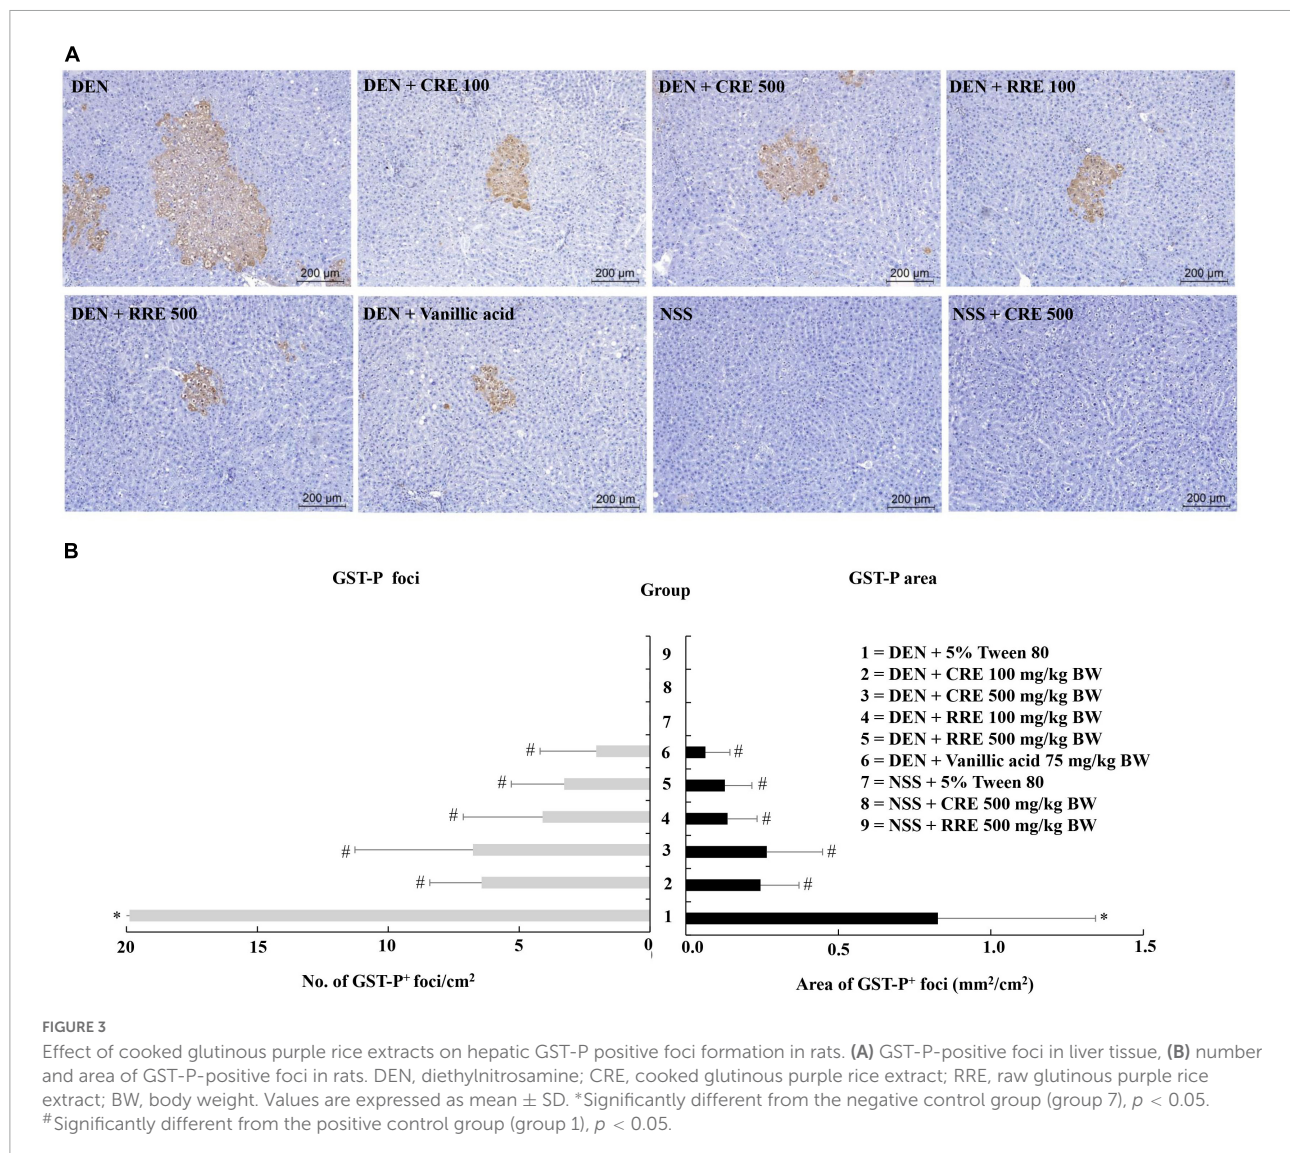 A
DEN
DEN + CRE 100
DEN + CRE 500
DEN + RRE 100
200 µm
200 µm
200 µm
200 µm
DEN + RRE 500
DEN + Vanillic acid
NSS
NSS + CRE 500
200 µm
200 µm
200 µm
200 µm
B
GST-P foci
Group
GST-P area
9
8
7
# 6 #
# 5 #
# 4 #
# 3 #
# 2 #
* 1 *
1 = DEN + 5% Tween 80
2 = DEN + CRE 100 mg/kg BW
3 = DEN + CRE 500 mg/kg BW
4 = DEN + RRE 100 mg/kg BW
5 = DEN + RRE 500 mg/kg BW
6 = DEN + Vanillic acid 75 mg/kg BW
7 = NSS + 5% Tween 80
8 = NSS + CRE 500 mg/kg BW
9 = NSS + RRE 500 mg/kg BW
20 15 10 5 0
0.0 0.5 1.0 1.5
No. of GST-P⁺ foci/cm²
Area of GST-P⁺ foci (mm²/cm²)
FIGURE 3
Effect of cooked glutinous purple rice extracts on hepatic GST-P positive foci formation in rats. (A) GST-P-positive foci in liver tissue, (B) number
and area of GST-P-positive foci in rats. DEN, diethylnitrosamine; CRE, cooked glutinous purple rice extract; RRE, raw glutinous purple rice
extract; BW, body weight. Values are expressed as mean ± SD. *Significantly different from the negative control group (group 7), p < 0.05.
#Significantly different from the positive control group (group 1), p < 0.05.